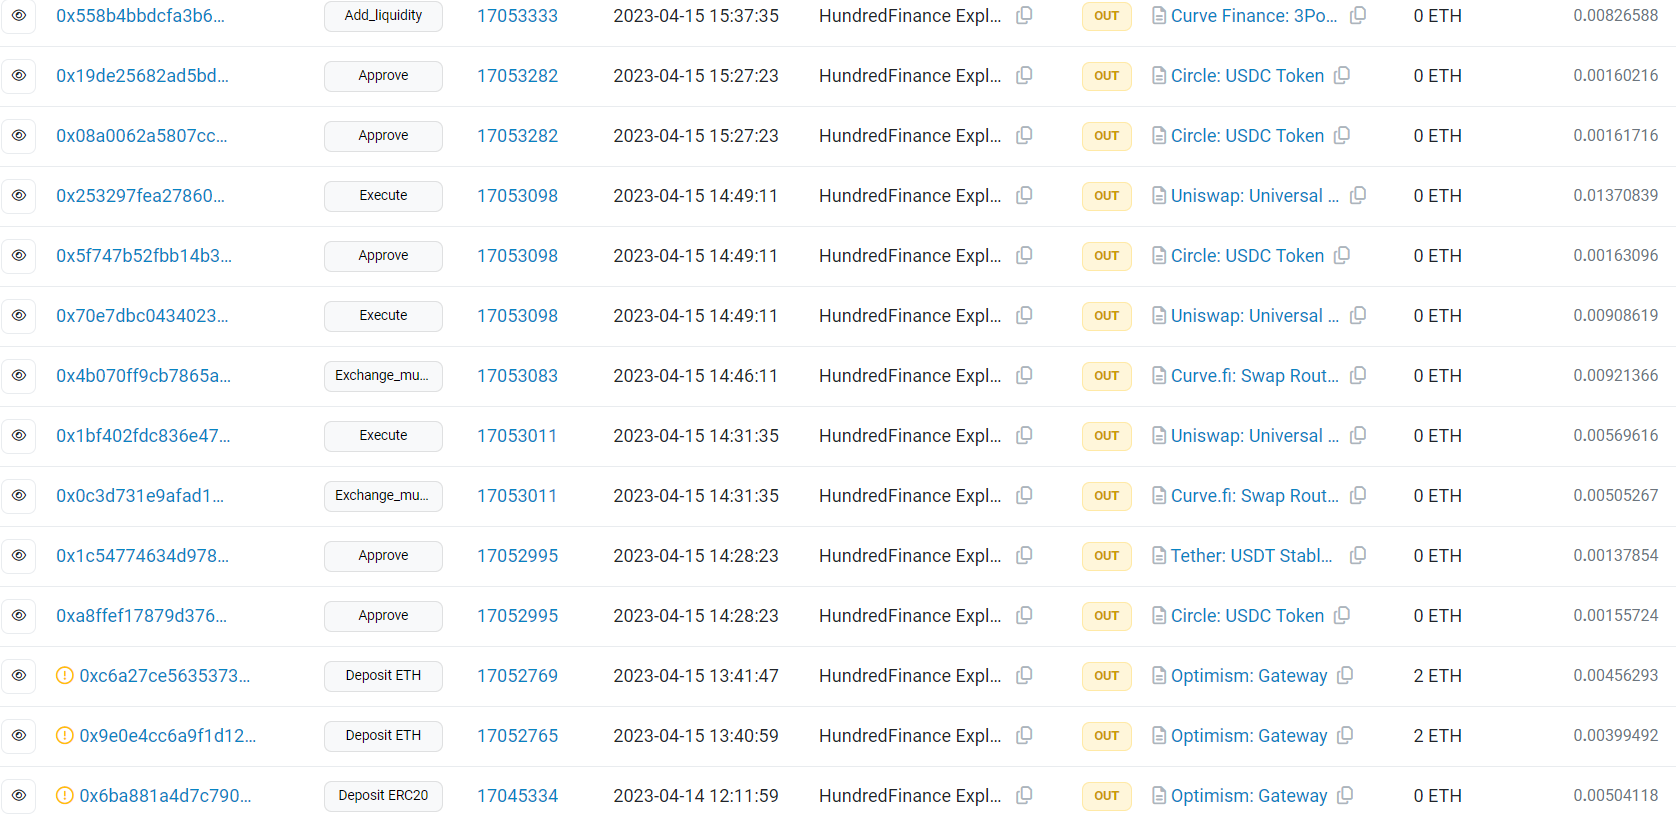 0x558b4bbdcfa3b6... Add_liquidity 17053333 2023-04-15 15:37:35 HundredFinance Expl... OUT Curve Finance: 3Po... 0 ETH 0.00826588
0x19de25682ad5bd... Approve 17053282 2023-04-15 15:27:23 HundredFinance Expl... OUT Circle: USDC Token 0 ETH 0.00160216
0x08a0062a5807cc... Approve 17053282 2023-04-15 15:27:23 HundredFinance Expl... OUT Circle: USDC Token 0 ETH 0.00161716
0x253297fea27860... Execute 17053098 2023-04-15 14:49:11 HundredFinance Expl... OUT Uniswap: Universal ... 0 ETH 0.01370839
0x5f747b52fbb14b3... Approve 17053098 2023-04-15 14:49:11 HundredFinance Expl... OUT Circle: USDC Token 0 ETH 0.00163096
0x70e7dbc0434023... Execute 17053098 2023-04-15 14:49:11 HundredFinance Expl... OUT Uniswap: Universal ... 0 ETH 0.00908619
0x4b070ff9cb7865a... Exchange_mu... 17053083 2023-04-15 14:46:11 HundredFinance Expl... OUT Curve.fi: Swap Rout... 0 ETH 0.00921366
0x1bf402fdc836e47... Execute 17053011 2023-04-15 14:31:35 HundredFinance Expl... OUT Uniswap: Universal ... 0 ETH 0.00569616
0x0c3d731e9afad1... Exchange_mu... 17053011 2023-04-15 14:31:35 HundredFinance Expl... OUT Curve.fi: Swap Rout... 0 ETH 0.00505267
0x1c54774634d978... Approve 17052995 2023-04-15 14:28:23 HundredFinance Expl... OUT Tether: USDT Stabl... 0 ETH 0.00137854
0xa8ffef17879d376... Approve 17052995 2023-04-15 14:28:23 HundredFinance Expl... OUT Circle: USDC Token 0 ETH 0.00155724
0xc6a27ce5635373... Deposit ETH 17052769 2023-04-15 13:41:47 HundredFinance Expl... OUT Optimism: Gateway 2 ETH 0.00456293
0x9e0e4cc6a9f1d12... Deposit ETH 17052765 2023-04-15 13:40:59 HundredFinance Expl... OUT Optimism: Gateway 2 ETH 0.00399492
0x6ba881a4d7c790... Deposit ERC20 17045334 2023-04-14 12:11:59 HundredFinance Expl... OUT Optimism: Gateway 0 ETH 0.00504118